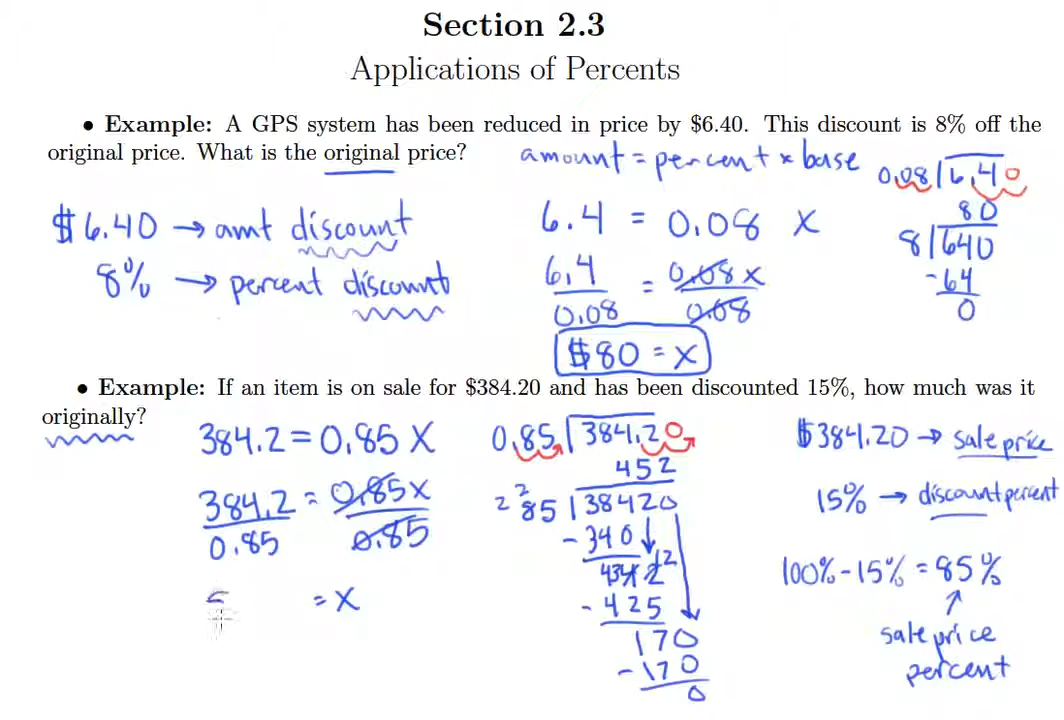 Section 2.3
Applications of Percents
• Example: A GPS system has been reduced in price by $6.40. This discount is 8% off the
original price. What is the original price?
amount = percent × base
$6.40 → amt discount
8% → percent discount
6.4 = 0.08 x
6.4/0.08 = 0.08x/0.08
$80 = x
0.08 | 6.40
80
8 | 640
-64
0
• Example: If an item is on sale for $384.20 and has been discounted 15%, how much was it
originally?
384.2 = 0.85 X
384.2/0.85 = 0.85x/0.85
= X
0.85 | 384.20
452
85 | 38420
- 340
- 425
170
- 170
0
$384.20 → sale price
15% → discount percent
100% - 15% = 85%
↑
sale price
percent